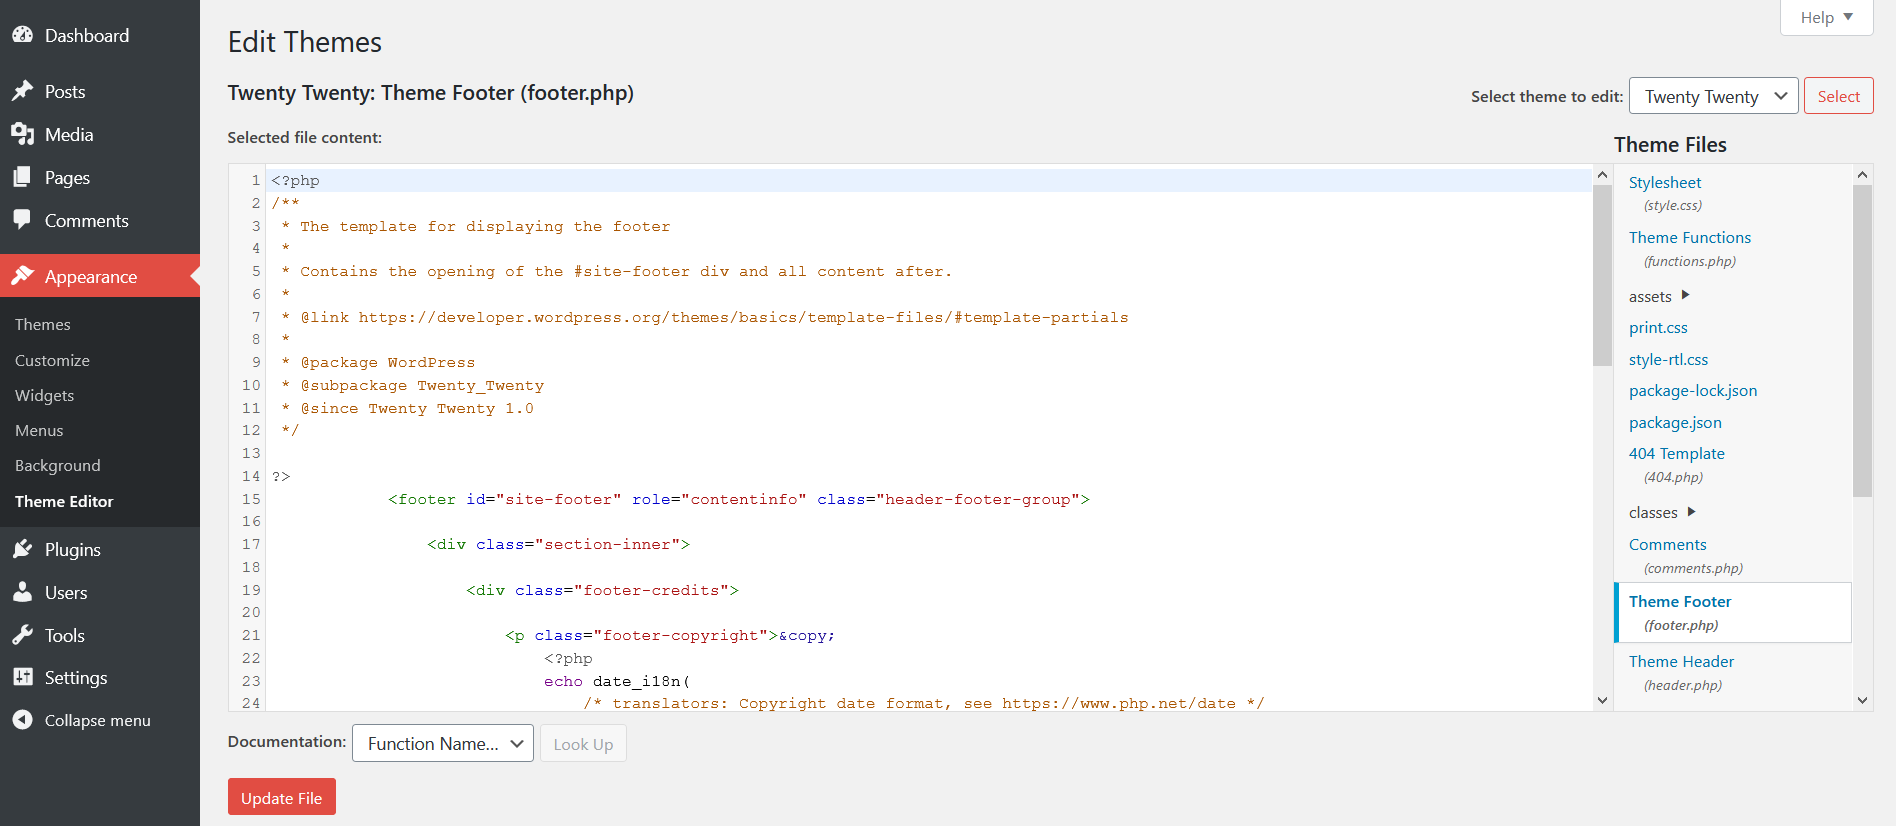 Dashboard
Posts
Media
Pages
Comments
Appearance
Themes
Customize
Widgets
Menus
Background
Theme Editor
Plugins
Users
Tools
Settings
Collapse menu
Help
Edit Themes
Twenty Twenty: Theme Footer (footer.php)
Select theme to edit: Twenty Twenty Select
Selected file content:
1 <?php
2 /**
3  * The template for displaying the footer
4  *
5  * Contains the opening of the #site-footer div and all content after.
6  *
7  * @link https://developer.wordpress.org/themes/basics/template-files/#template-partials
8  *
9  * @package WordPress
10  * @subpackage Twenty_Twenty
11  * @since Twenty Twenty 1.0
12  */
13
14 ?>
15 <footer id="site-footer" role="contentinfo" class="header-footer-group">
16
17 <div class="section-inner">
18
19 <div class="footer-credits">
20
21 <p class="footer-copyright">&copy;
22 <?php
23 echo date_i18n(
24 /* translators: Copyright date format, see https://www.php.net/date */
Theme Files
Stylesheet
(style.css)
Theme Functions
(functions.php)
assets
print.css
style-rtl.css
package-lock.json
package.json
404 Template
(404.php)
classes
Comments
(comments.php)
Theme Footer
(footer.php)
Theme Header
(header.php)
Documentation: Function Name... Look Up
Update File